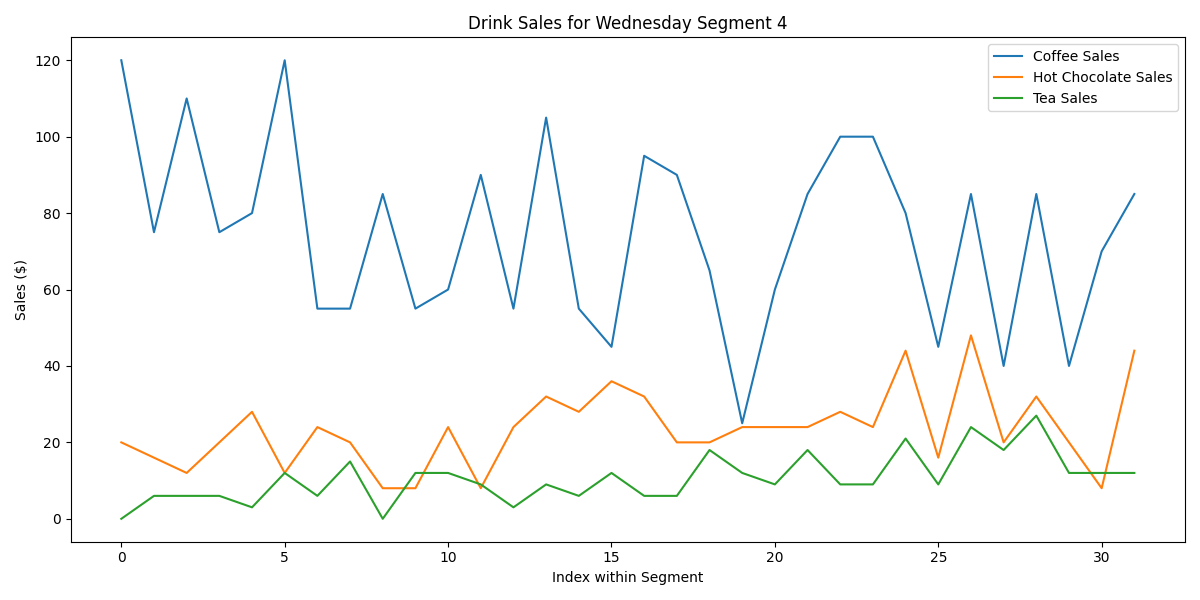 Drink Sales for Wednesday Segment 4
Coffee Sales
Hot Chocolate Sales
Tea Sales
Sales ($)
120
100
80
60
40
20
0
0 5 10 15 20 25 30
Index within Segment